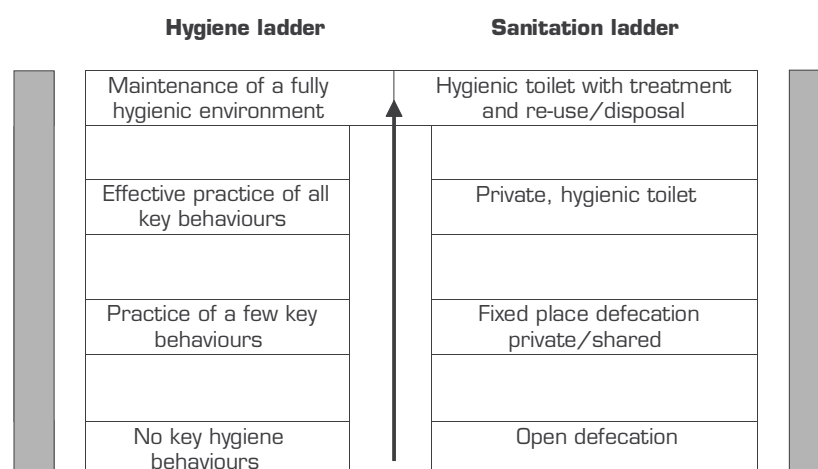 Hygiene ladder
Sanitation ladder
Maintenance of a fully
hygienic environment
Hygienic toilet with treatment
and re-use/disposal
Effective practice of all
key behaviours
Private, hygienic toilet
Practice of a few key
behaviours
Fixed place defecation
private/shared
No key hygiene
behaviours
Open defecation